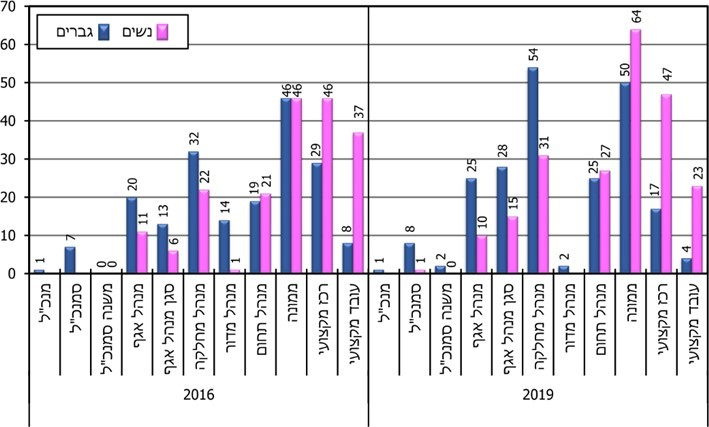 נשים גברים
70
60
50
40
30
20
10
0
1
7
0 0
20 11
13 6
32 22
14 1
19 21
46 46
29 46
8 37
1
8 1
2 0
25 10
28 15
54 31
2
25 27
50 64
17 47
4 23
מנכ"ל
סמנכ"ל
משנה סמנכ"ל
מנהל אגף
סגן מנהל אגף
מנהל מחלקה
מנהל מדור
מנהל תחום
ממונה
רכז מקצועי
עובד מקצועי
מנכ"ל
סמנכ"ל
משנה סמנכ"ל
מנהל אגף
סגן מנהל אגף
מנהל מחלקה
מנהל מדור
מנהל תחום
ממונה
רכז מקצועי
עובד מקצועי
2016
2019